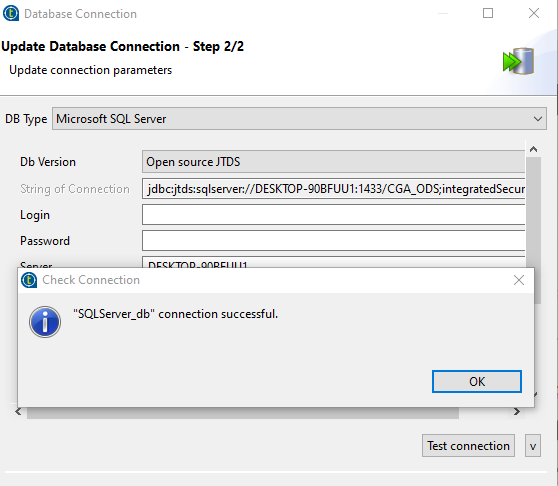 Database Connection
Update Database Connection - Step 2/2
Update connection parameters
DB Type Microsoft SQL Server
Db Version Open source JTDS
String of Connection jdbc:jtds:sqlserver://DESKTOP-90BFUU1:1433/CGA_ODS;integratedSecur
Login
Password
Server DESKTOP-90BFUU1
Check Connection
"SQLServer_db" connection successful.
OK
Test connection v